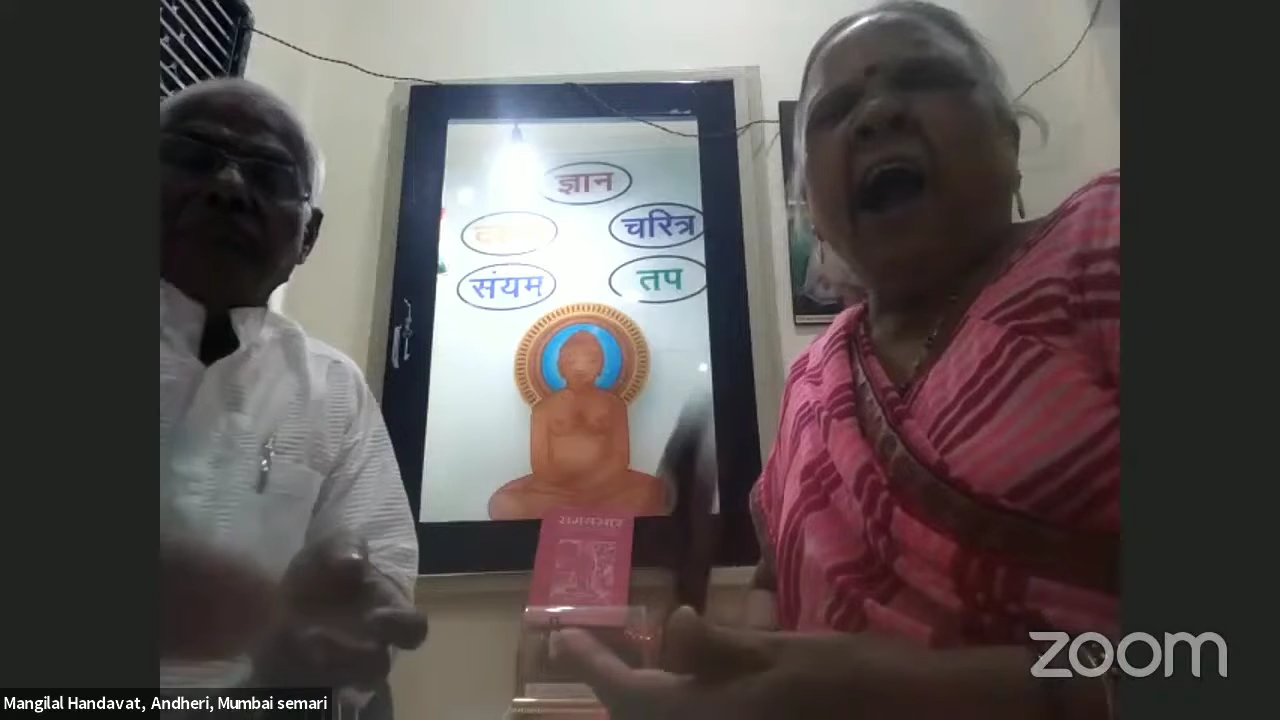 ज्ञान
चरित्र
संयम
तप
समयसार
zoom
Mangilal Handavat, Andheri, Mumbai semari